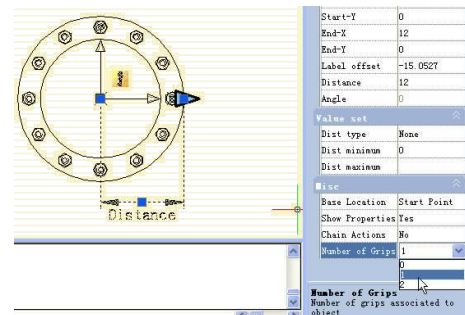 Distance
Start-Y 0
End-X 12
End-Y 0
Label offset -15.0527
Distance 12
Angle 0
Value set
Dist type None
Dist minimum 0
Dist maximum
Misc
Base Location Start Point
Show Properties Yes
Chain Actions No
Number of Grips 1
0
1
2
Number of Grips
Number of grips associated to
object